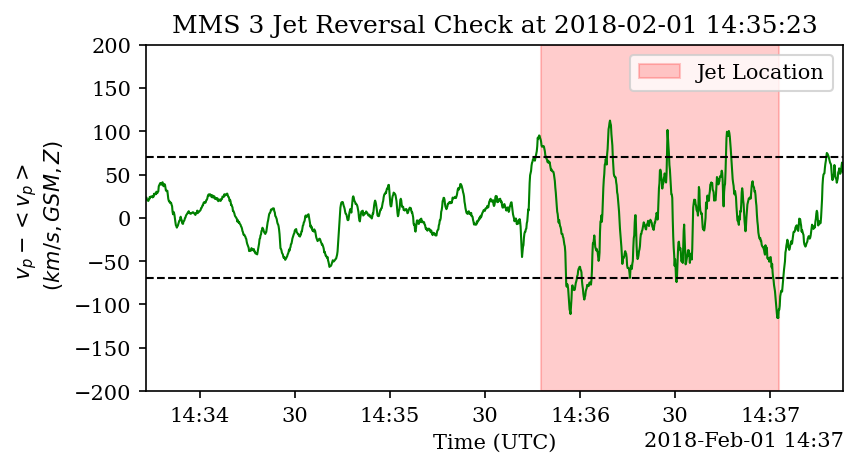 MMS 3 Jet Reversal Check at 2018-02-01 14:35:23
v_p − < v_p >
(km/s, GSM, Z)
200
150
100
50
0
−50
−100
−150
−200
Jet Location
14:34 30 14:35 30 14:36 30 14:37
Time (UTC)
2018-Feb-01 14:37